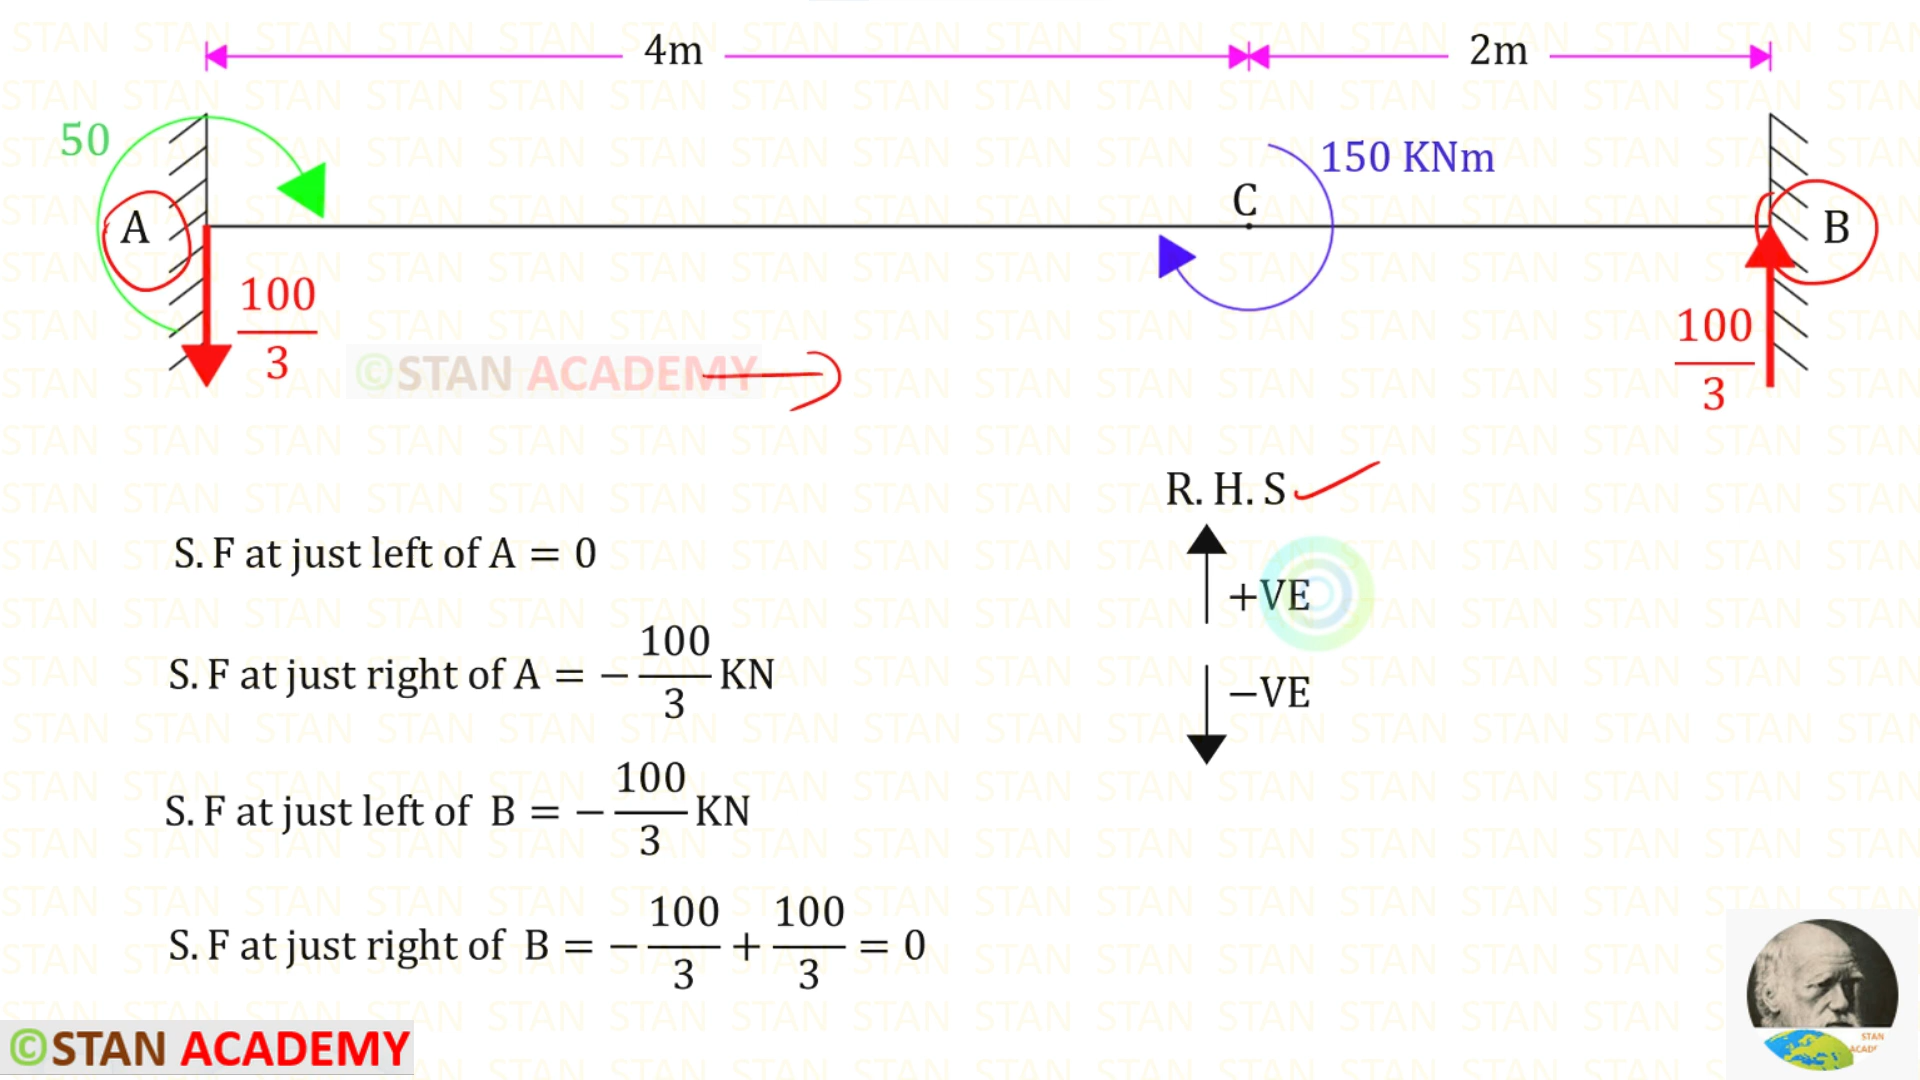 4m 2m
50
150 KNm
C
A B
100/3 100/3
©STAN ACADEMY
R. H. S
+VE
−VE
S. F at just left of A = 0
S. F at just right of A = − 100/3 KN
S. F at just left of B = − 100/3 KN
S. F at just right of B = − 100/3 + 100/3 = 0
©STAN ACADEMY
STAN